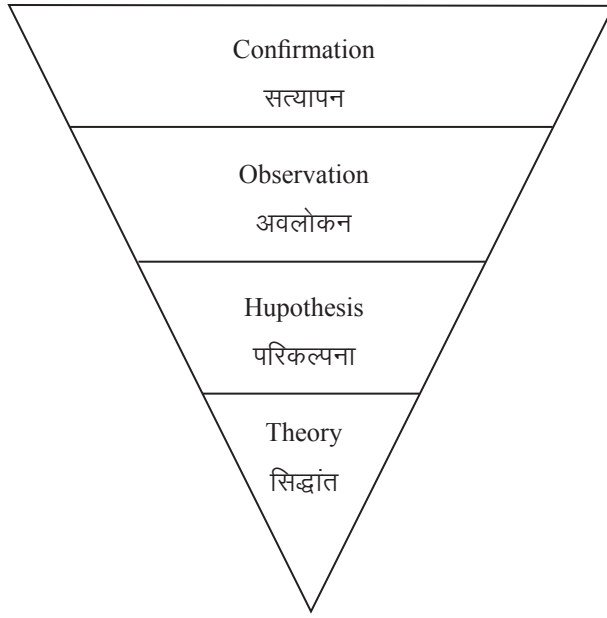 Confirmation
सत्यापन
Observation
अवलोकन
Hupothesis
परिकल्पना
Theory
सिद्धांत